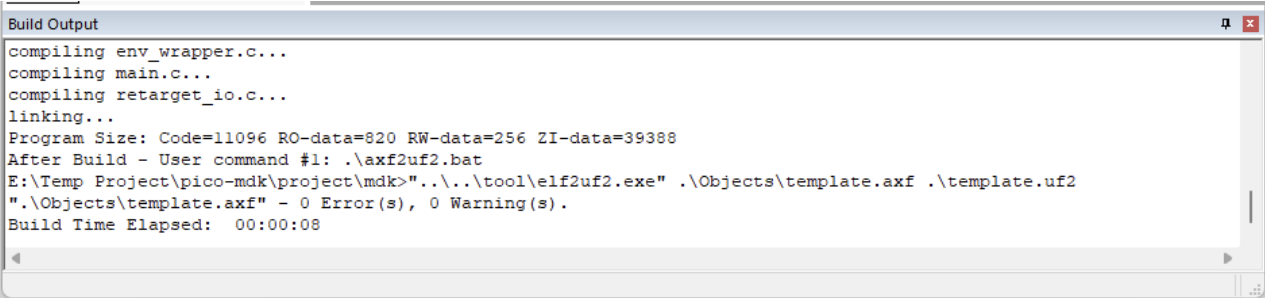 Build Output
compiling env_wrapper.c...
compiling main.c...
compiling retarget_io.c...
linking...
Program Size: Code=11096 RO-data=820 RW-data=256 ZI-data=39388
After Build - User command #1: .\axf2uf2.bat
E:\Temp Project\pico-mdk\project\mdk>"..\..\tool\elf2uf2.exe" .\Objects\template.axf .\template.uf2
".\Objects\template.axf" - 0 Error(s), 0 Warning(s).
Build Time Elapsed:  00:00:08